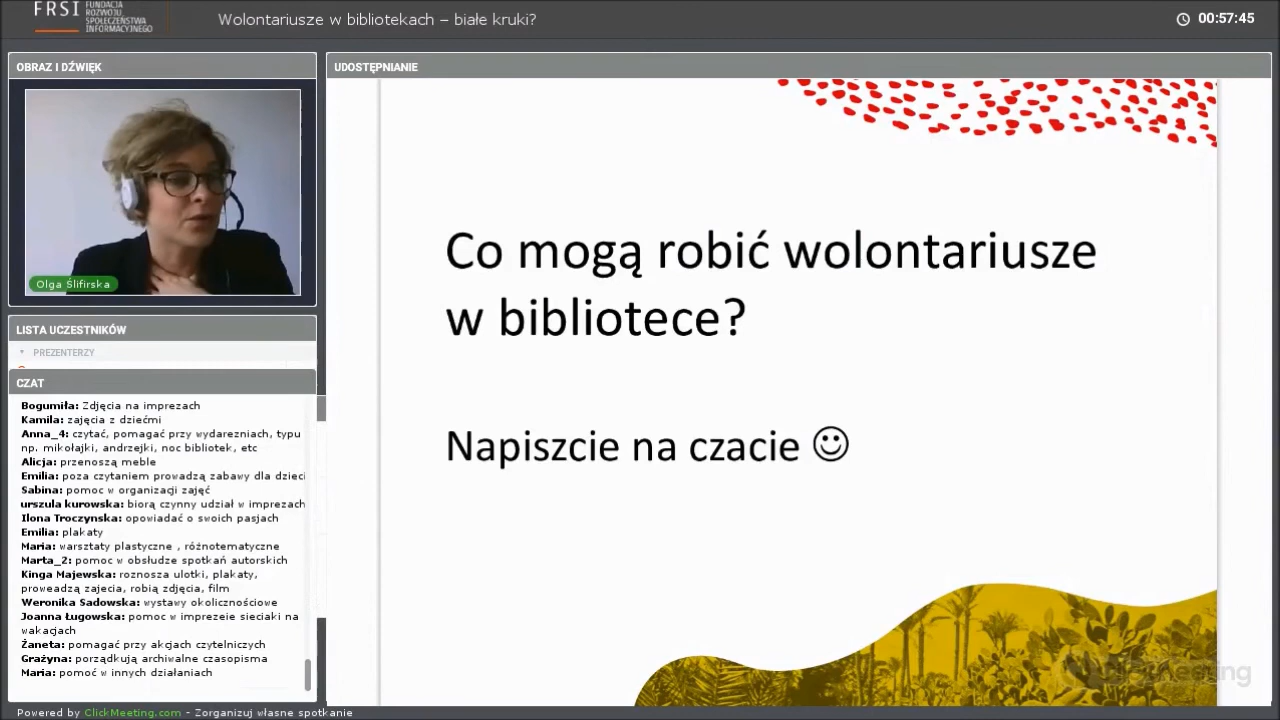 FRSI
FUNDACJA
ROZWOJU
SPOŁECZEŃSTWA
INFORMACYJNEGO
Wolontariusze w bibliotekach – białe kruki?
00:57:45
OBRAZ I DŹWIĘK
Olga Ślifirska
LISTA UCZESTNIKÓW
PREZENTERZY
CZAT
Bogumiła: Zdjęcia na imprezach
Kamila: zajęcia z dziećmi
Anna_4: czytać, pomagać przy wydarezniach, typu
np. mikołajki, andrzejki, noc bibliotek, etc
Alicja: przenoszą meble
Emilia: poza czytaniem prowadzą zabawy dla dzieci
Sabina: pomoc w organizacji zajęć
urszula kurowska: biorą czynny udział w imprezach
Ilona Troczynska: opowiadać o swoich pasjach
Emilia: plakaty
Maria: warsztaty plastyczne , różnotematyczne
Marta_2: pomoc w obsłudze spotkań autorskich
Kinga Majewska: roznosza ulotki, plakaty,
proweadzą zajecia, robią zdjęcia, film
Weronika Sadowska: wystawy okolicznościowe
Joanna Ługowska: pomoc w imprezeie sieciaki na
wakacjach
Żaneta: pomagać przy akcjach czytelniczych
Grażyna: porządkują archiwalne czasopisma
Maria: pomoć w innych działaniach
UDOSTĘPNIANIE
Co mogą robić wolontariusze
w bibliotece?
Napiszcie na czacie ☺
Powered by ClickMeeting.com - Zorganizuj własne spotkanie